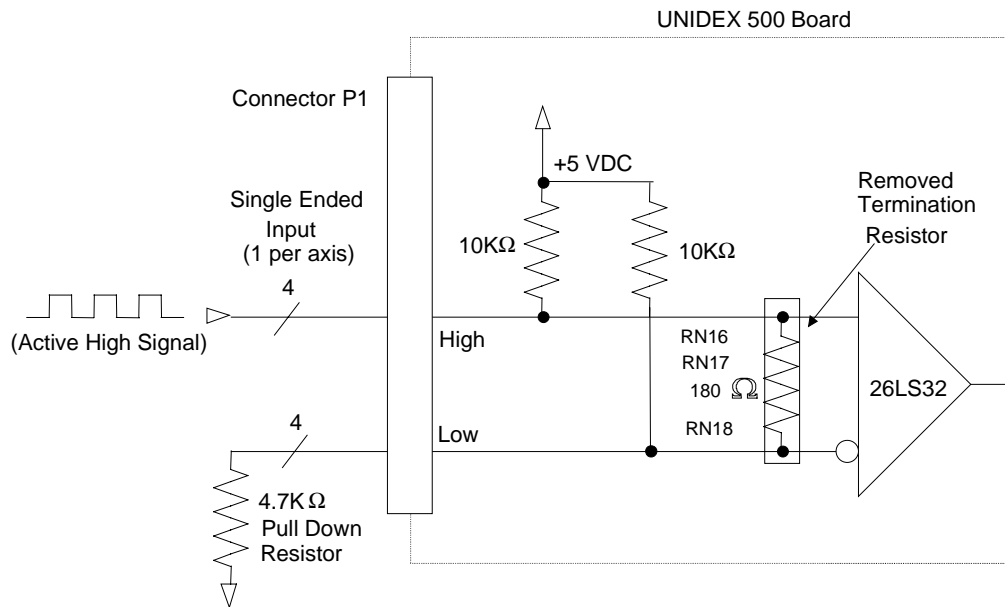 UNIDEX 500 Board
Connector P1
+5 VDC
Single Ended
Input
(1 per axis)
4
10KΩ
10KΩ
Removed
Termination
Resistor
(Active High Signal)
High
RN16
RN17
180 Ω
RN18
26LS32
4
Low
4.7K Ω
Pull Down
Resistor